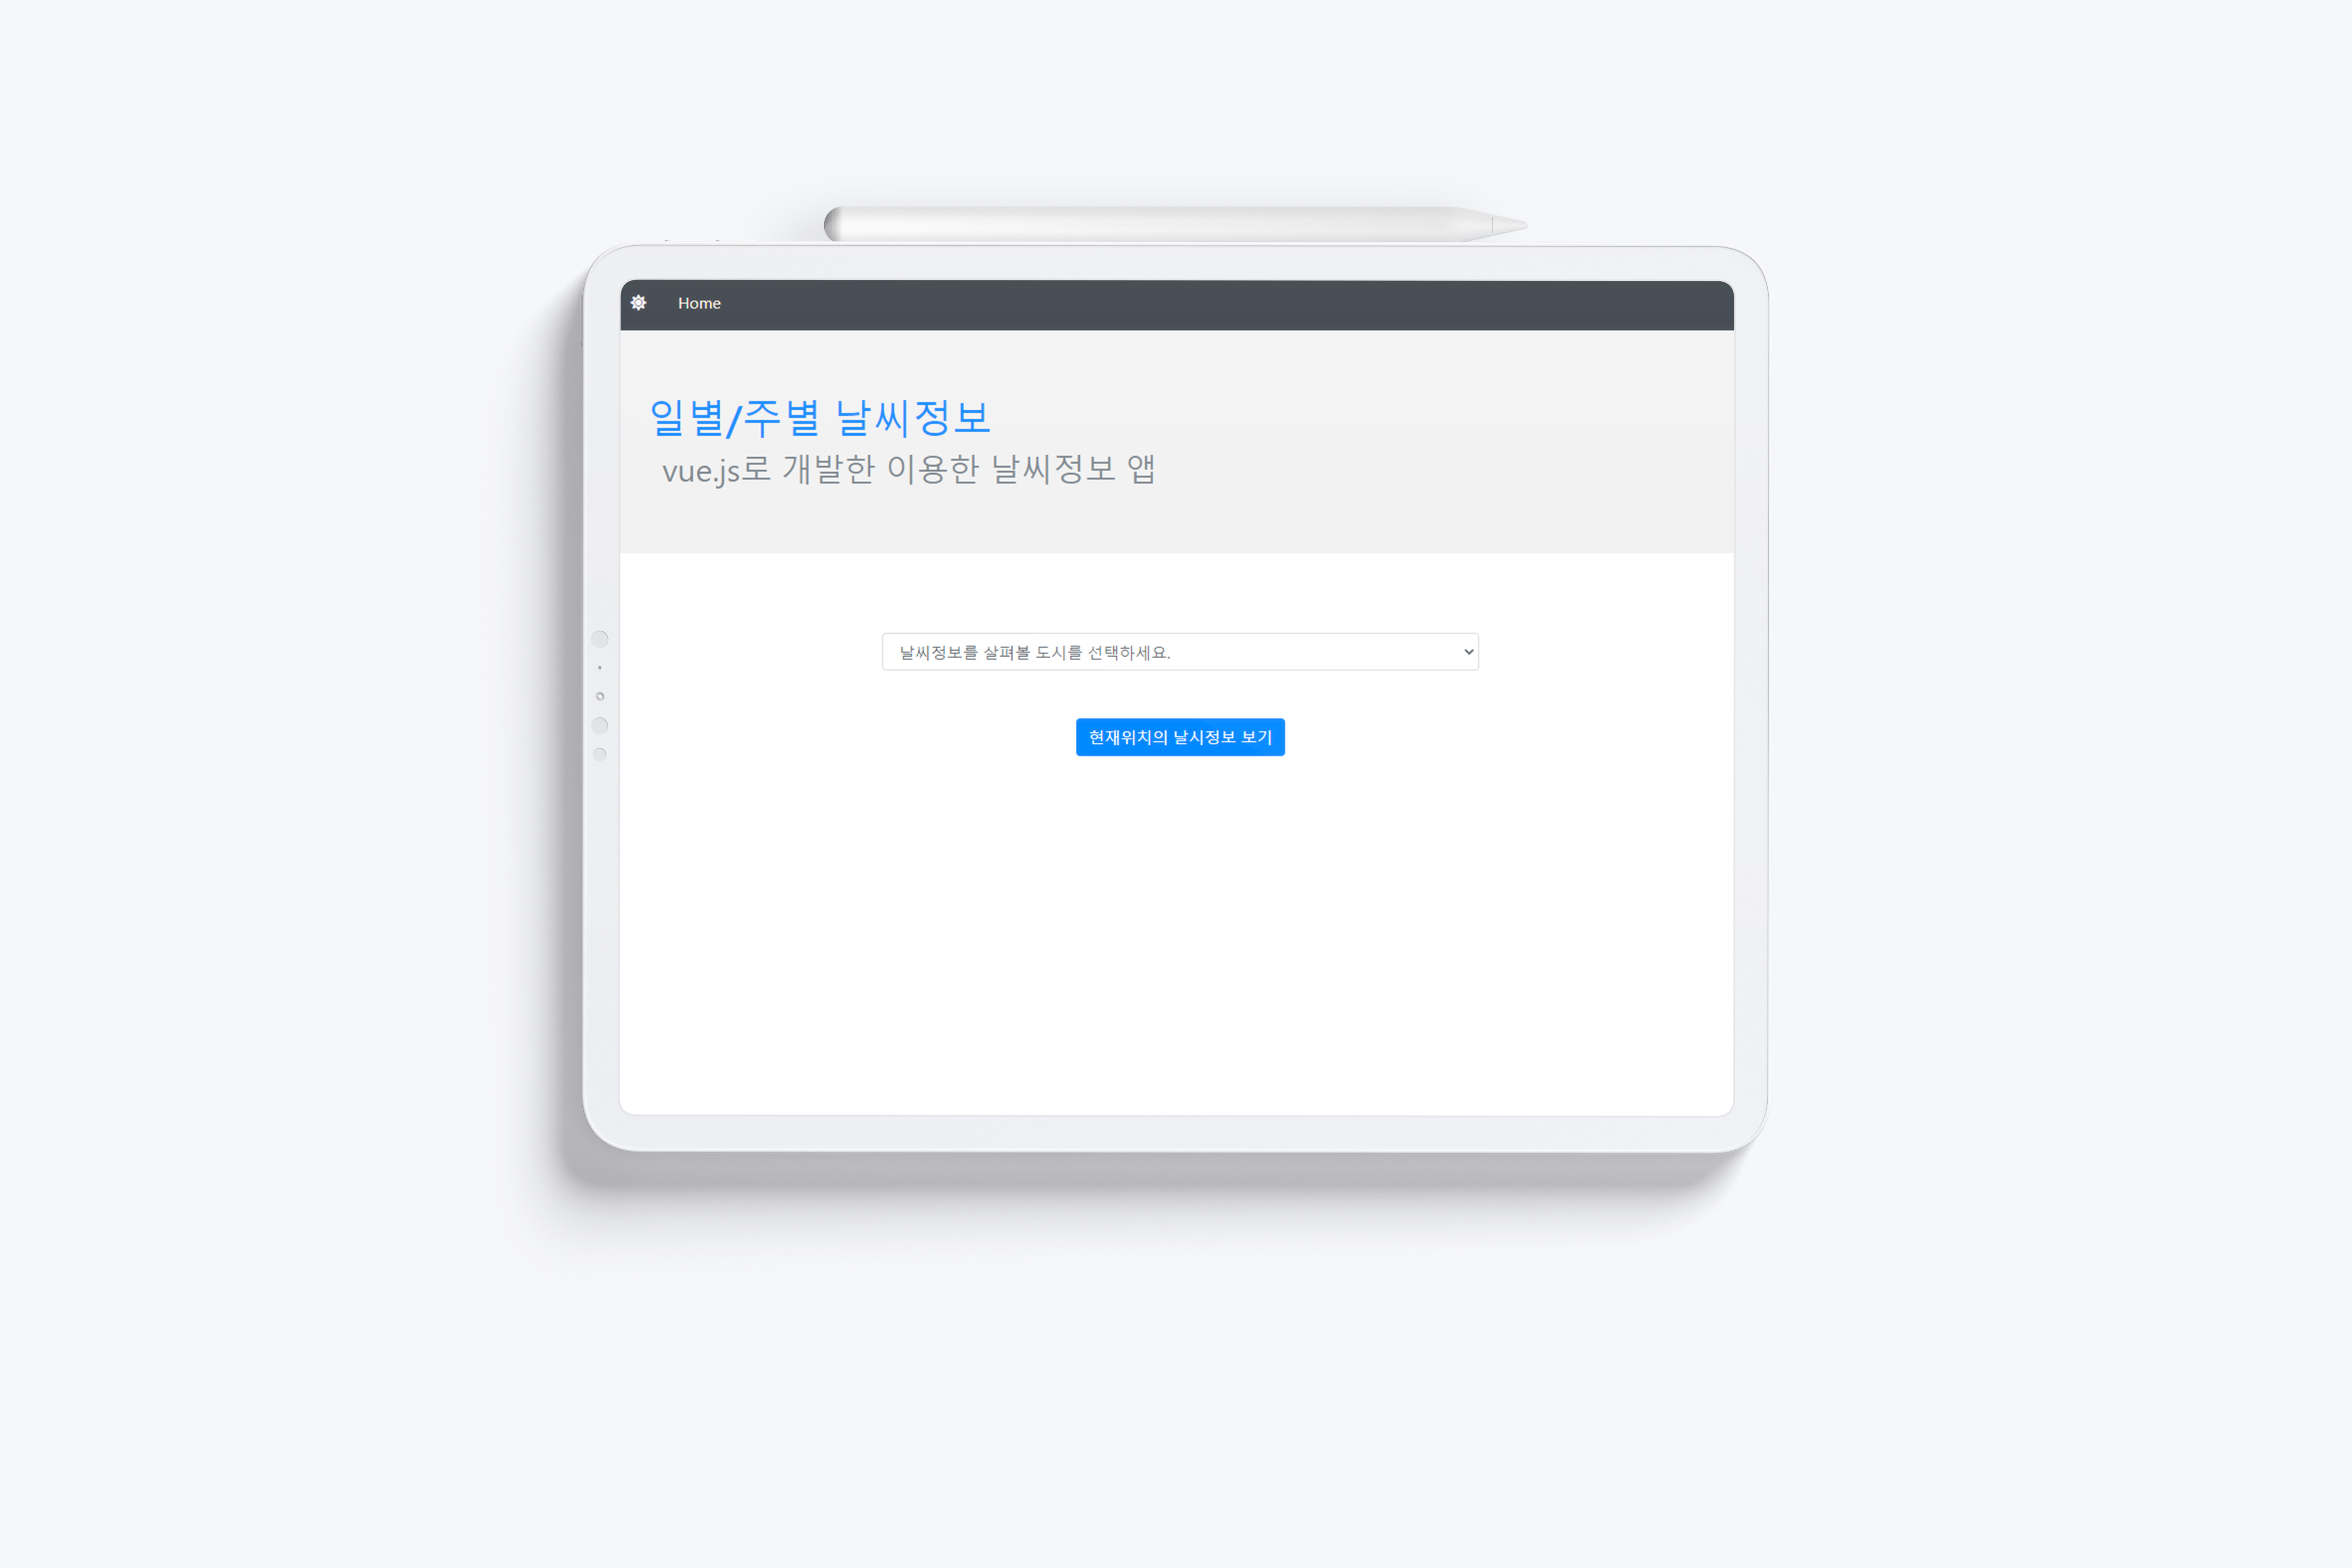 Home
일별/주별 날씨정보
vue.js로 개발한 이용한 날씨정보 앱
날씨정보를 살펴볼 도시를 선택하세요.
현재위치의 날시정보 보기